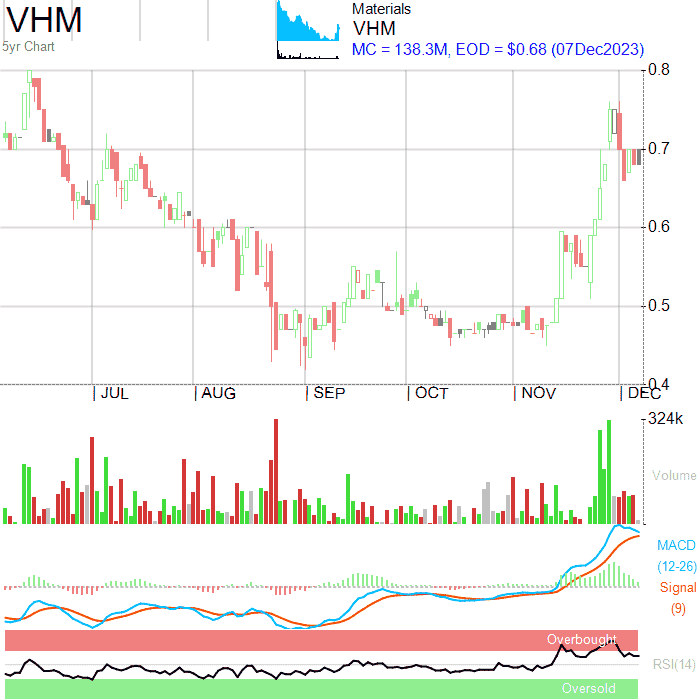 VHM
5yr Chart
Materials
VHM
MC = 138.3M, EOD = $0.68 (07Dec2023)
0.8
0.7
0.6
0.5
0.4
JUL AUG SEP OCT NOV DEC
324k
Volume
MACD
(12-26)
Signal
(9)
Overbought
RSI(14)
Oversold